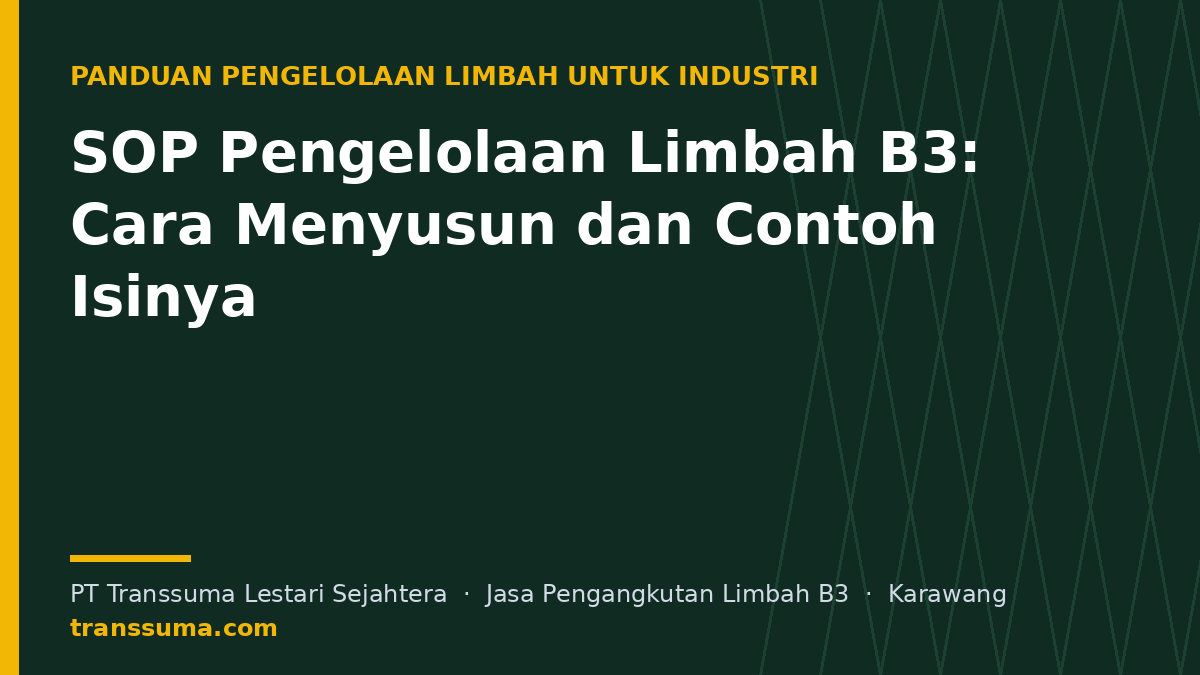 PANDUAN PENGELOLAAN LIMBAH UNTUK INDUSTRI
SOP Pengelolaan Limbah B3:
Cara Menyusun dan Contoh
Isinya
PT Transsuma Lestari Sejahtera · Jasa Pengangkutan Limbah B3 · Karawang
transsuma.com